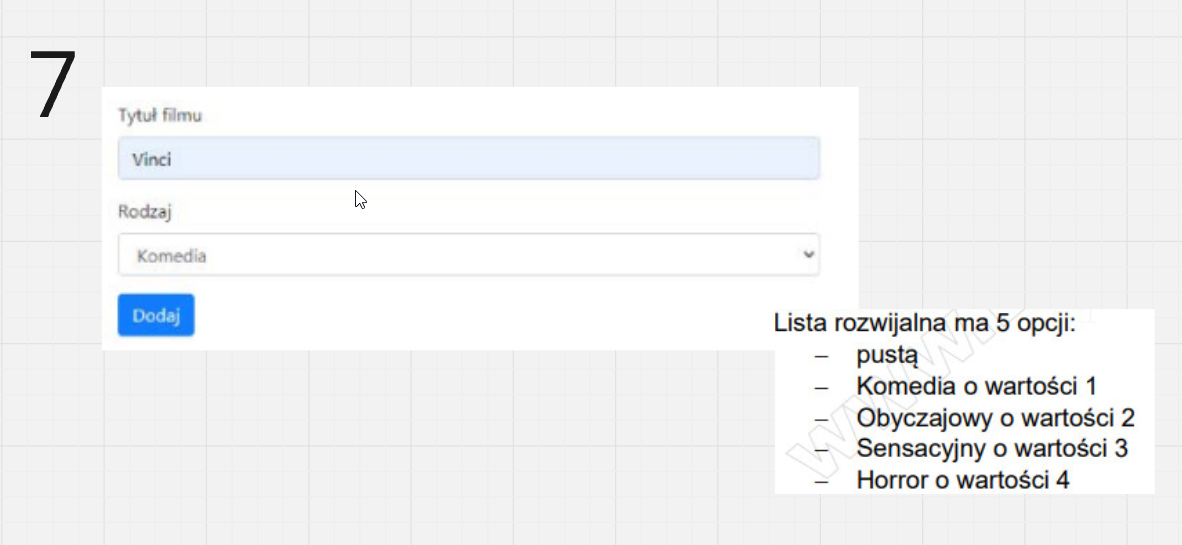 7
Tytuł filmu
Vinci
Rodzaj
Komedia
Dodaj
Lista rozwijalna ma 5 opcji:
– pustą
– Komedia o wartości 1
– Obyczajowy o wartości 2
– Sensacyjny o wartości 3
– Horror o wartości 4
www.